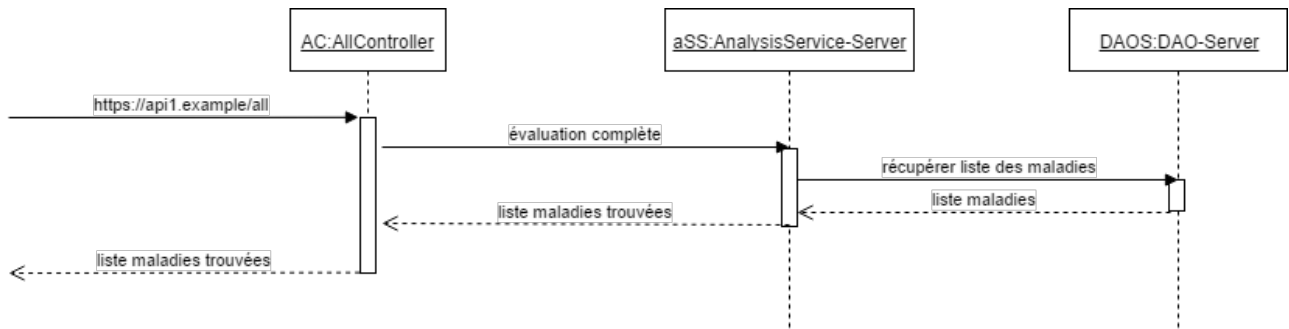 AC:AllController
aSS:AnalysisService-Server
DAOS:DAO-Server
https://api1.example/all
évaluation complète
récupérer liste des maladies
liste maladies
liste maladies trouvées
liste maladies trouvées